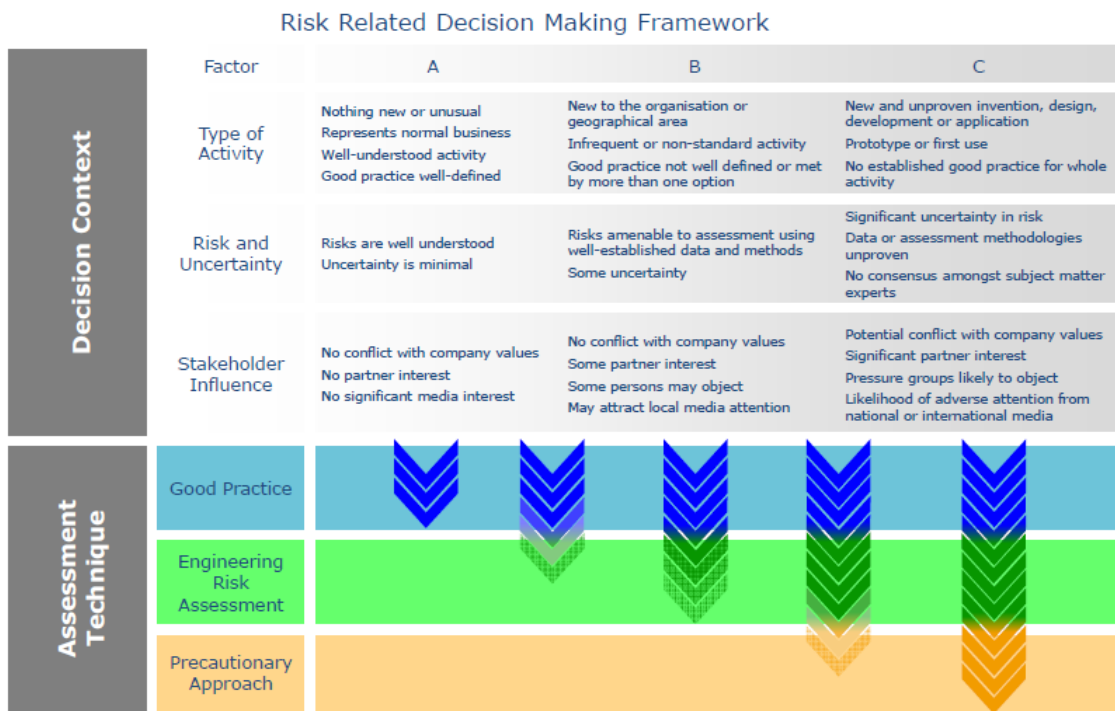 Risk Related Decision Making Framework
Decision Context
Factor
A
B
C
Type of
Activity
Nothing new or unusual
Represents normal business
Well-understood activity
Good practice well-defined
New to the organisation or
geographical area
Infrequent or non-standard activity
Good practice not well defined or met
by more than one option
New and unproven invention, design,
development or application
Prototype or first use
No established good practice for whole
activity
Risk and
Uncertainty
Risks are well understood
Uncertainty is minimal
Risks amenable to assessment using
well-established data and methods
Some uncertainty
Significant uncertainty in risk
Data or assessment methodologies
unproven
No consensus amongst subject matter
experts
Stakeholder
Influence
No conflict with company values
No partner interest
No significant media interest
No conflict with company values
Some partner interest
Some persons may object
May attract local media attention
Potential conflict with company values
Significant partner interest
Pressure groups likely to object
Likelihood of adverse attention from
national or international media
Assessment
Technique
Good Practice
Engineering
Risk
Assessment
Precautionary
Approach